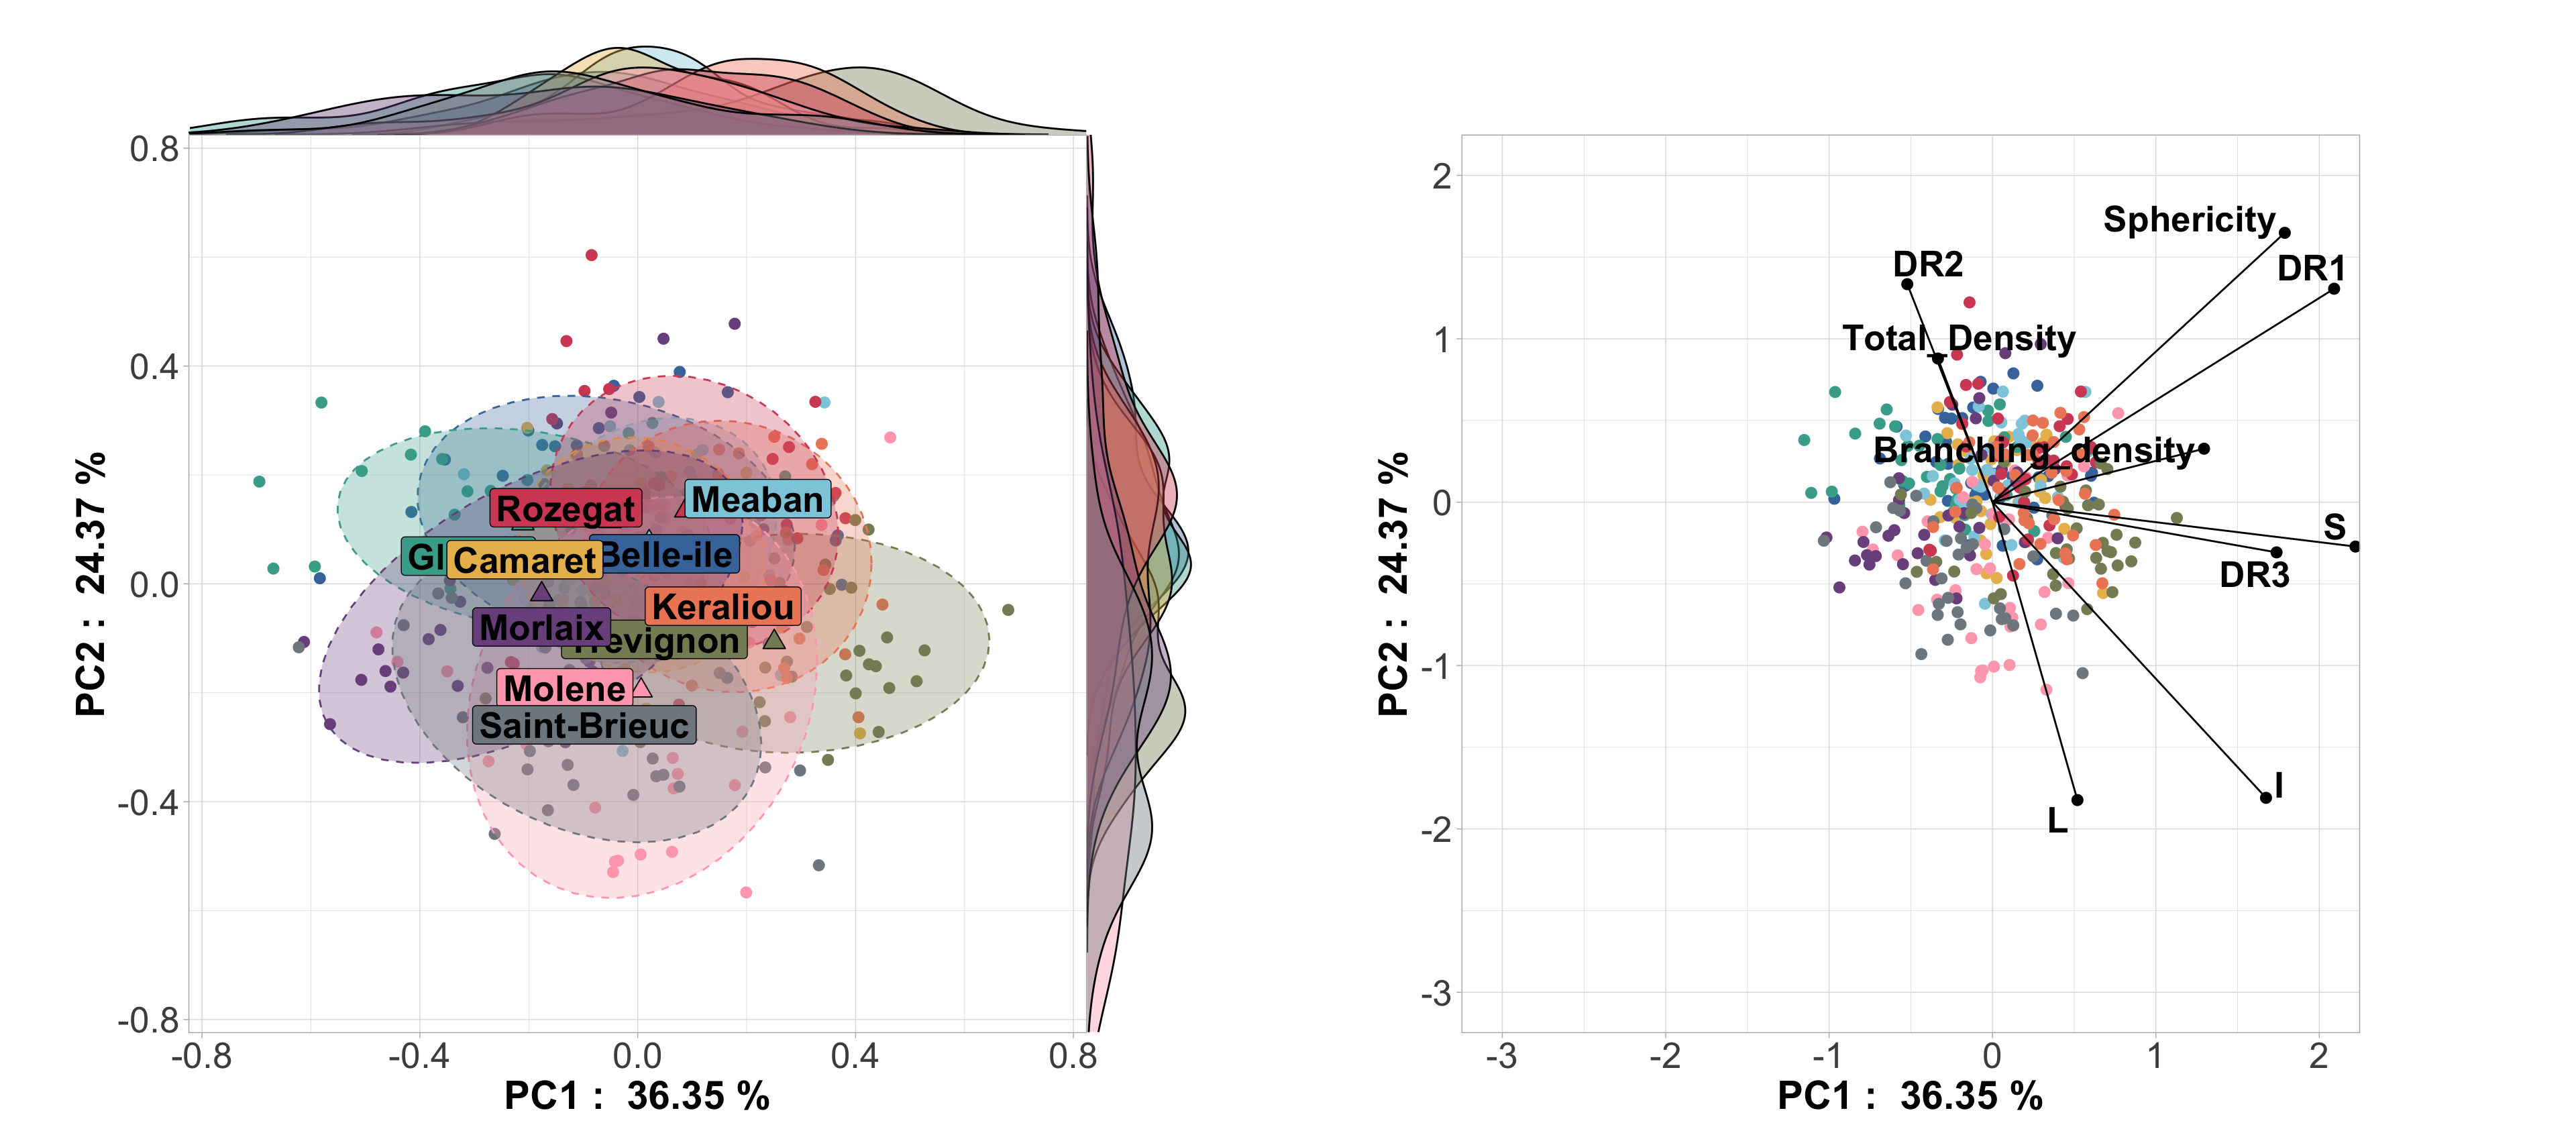 0.8
0.4
0.0
-0.4
-0.8
-0.8
-0.4
0.0
0.4
0.8
PC2 : 24.37 %
PC1 : 36.35 %
Rozegat
Meaban
Camaret
Belle-ile
Keraliou
Morlaix
Molene
Saint-Brieuc
2
1
0
-1
-2
-3
-3
-2
-1
0
1
2
PC2 : 24.37 %
PC1 : 36.35 %
Sphericity
DR2
DR1
Total_Density
Branching_density
S
DR3
I
L